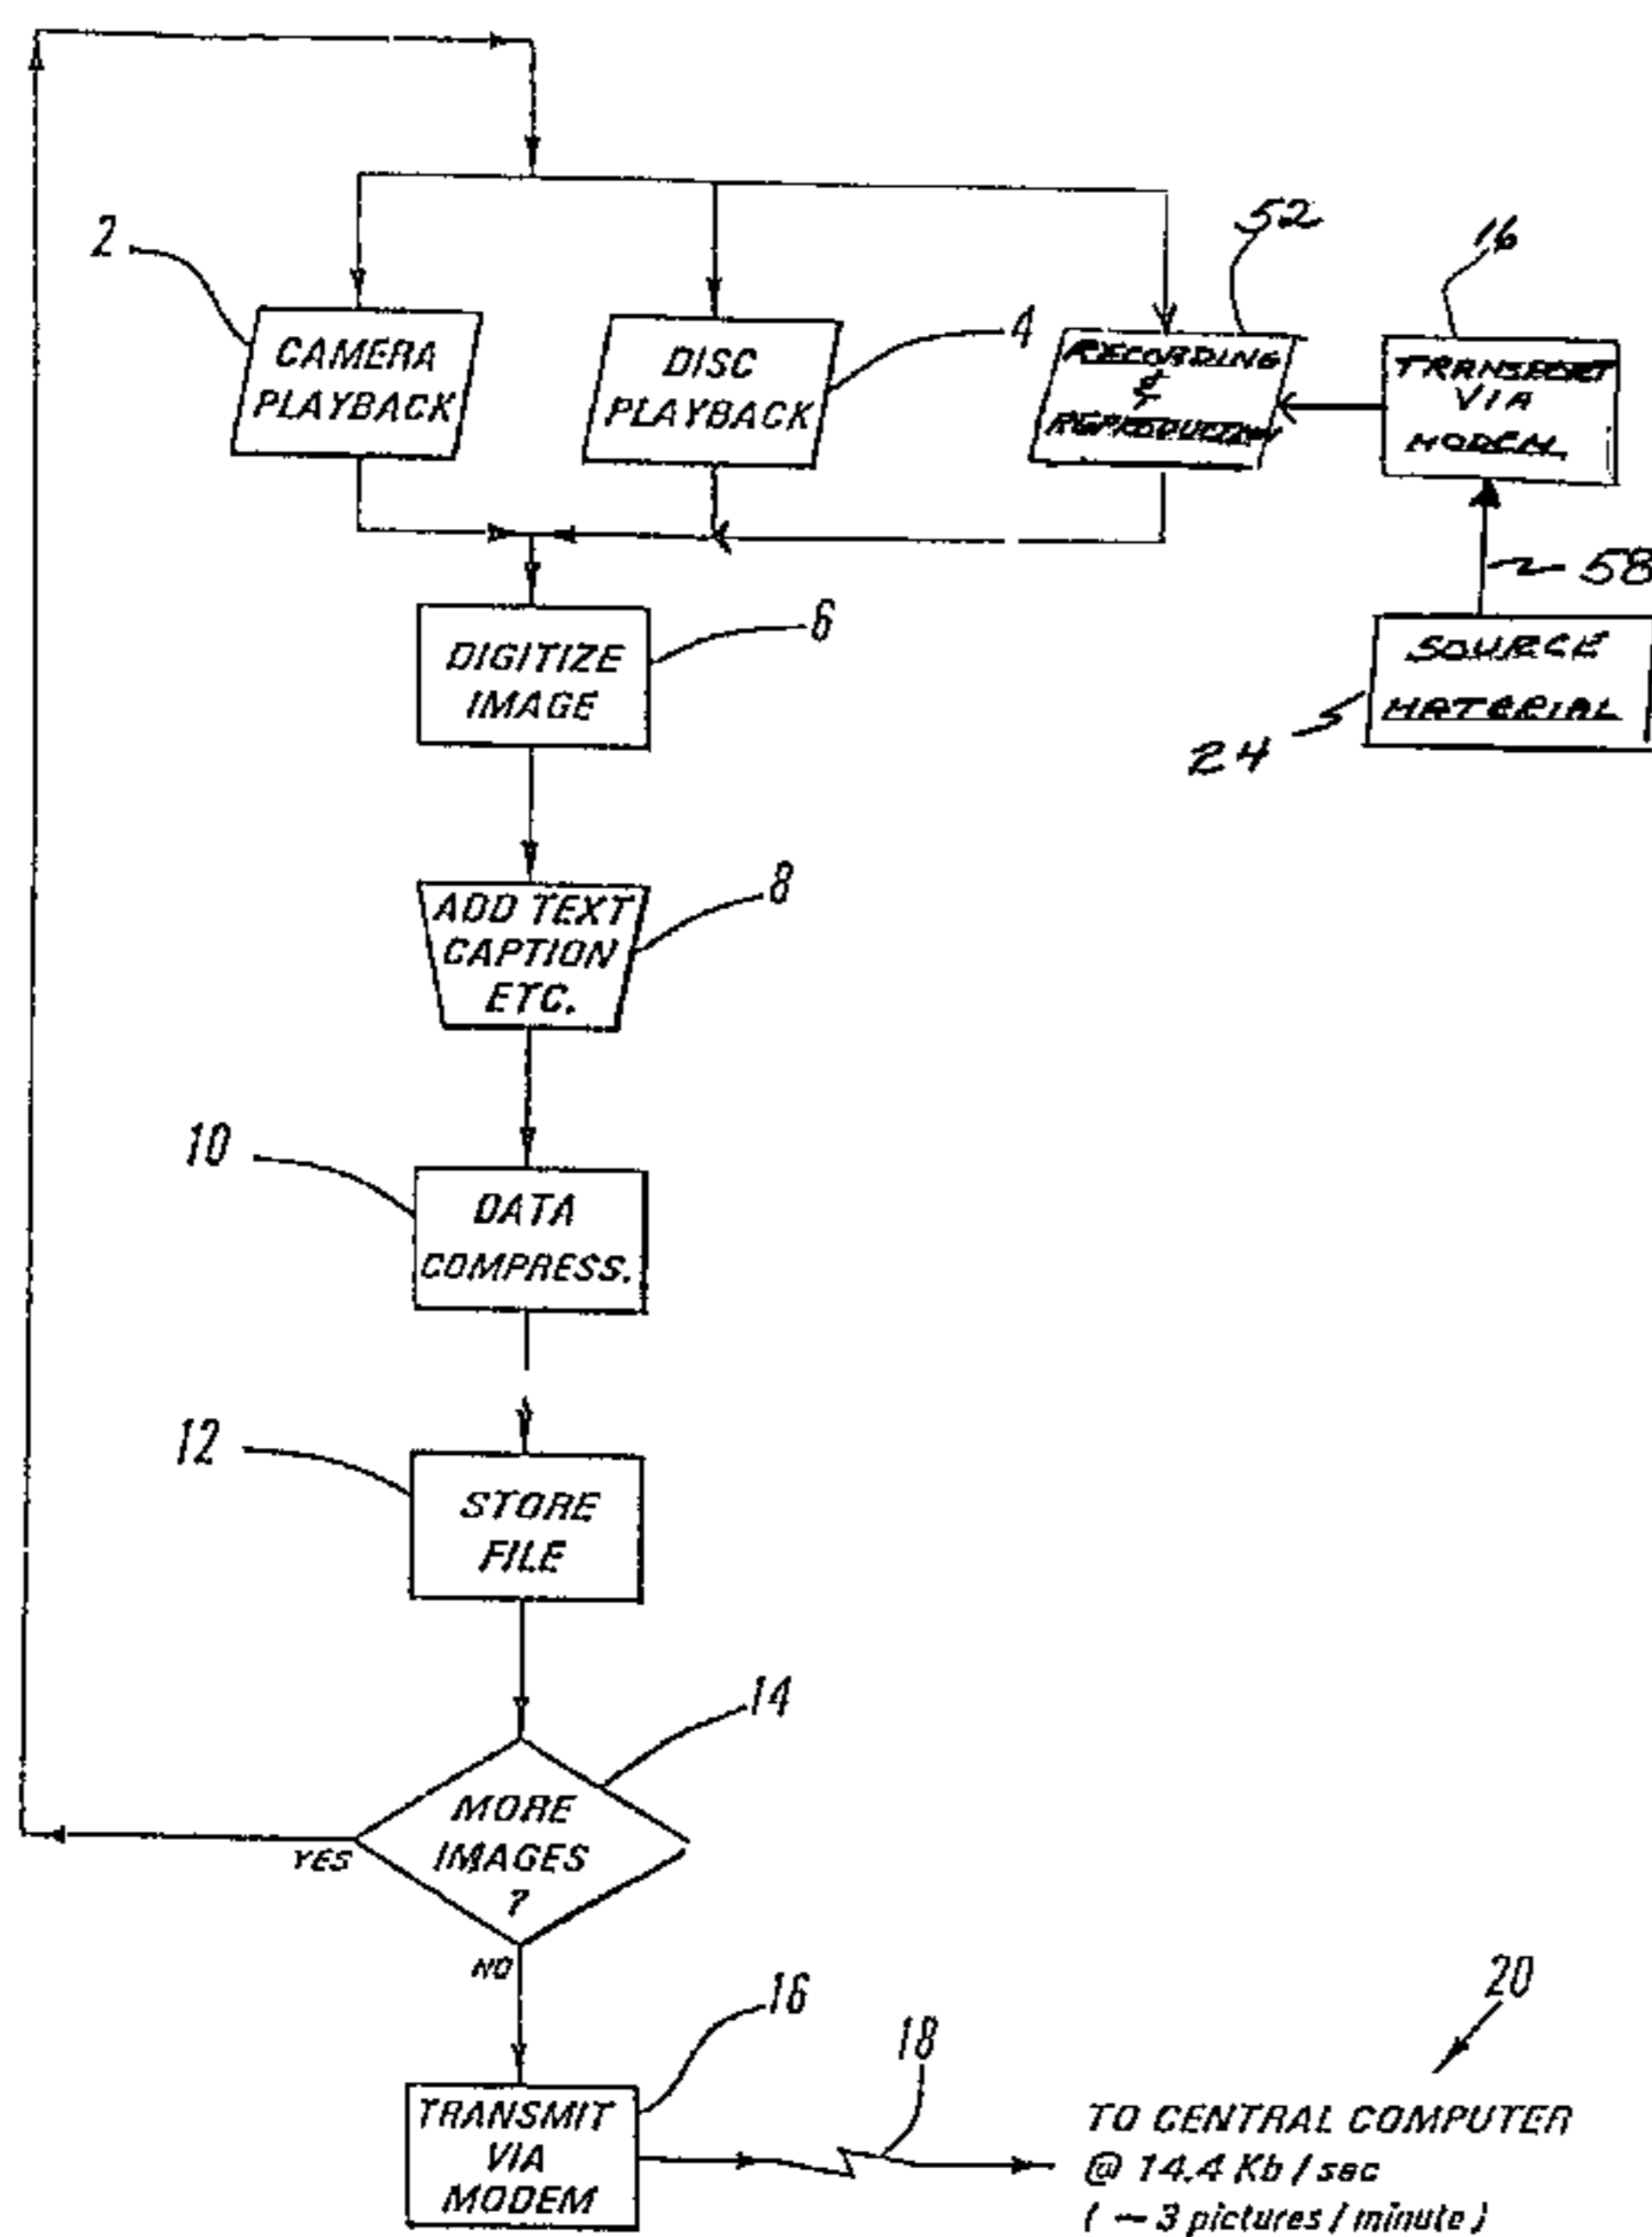 2
CAMERA
PLAYBACK
DISC
PLAYBACK
4
52
RECORDING
&
REPRODUCTION
16
TRANSPORT
VIA
MODEM
58
SOURCE
MATERIAL
24
DIGITIZE
IMAGE
6
ADD TEXT
CAPTION
ETC.
8
10
DATA
COMPRESS.
12
STORE
FILE
14
MORE
IMAGES
?
YES
NO
16
TRANSMIT
VIA
MODEM
18
20
TO CENTRAL COMPUTER
@ 14.4 Kb / sec
( ~ 3 pictures / minute )